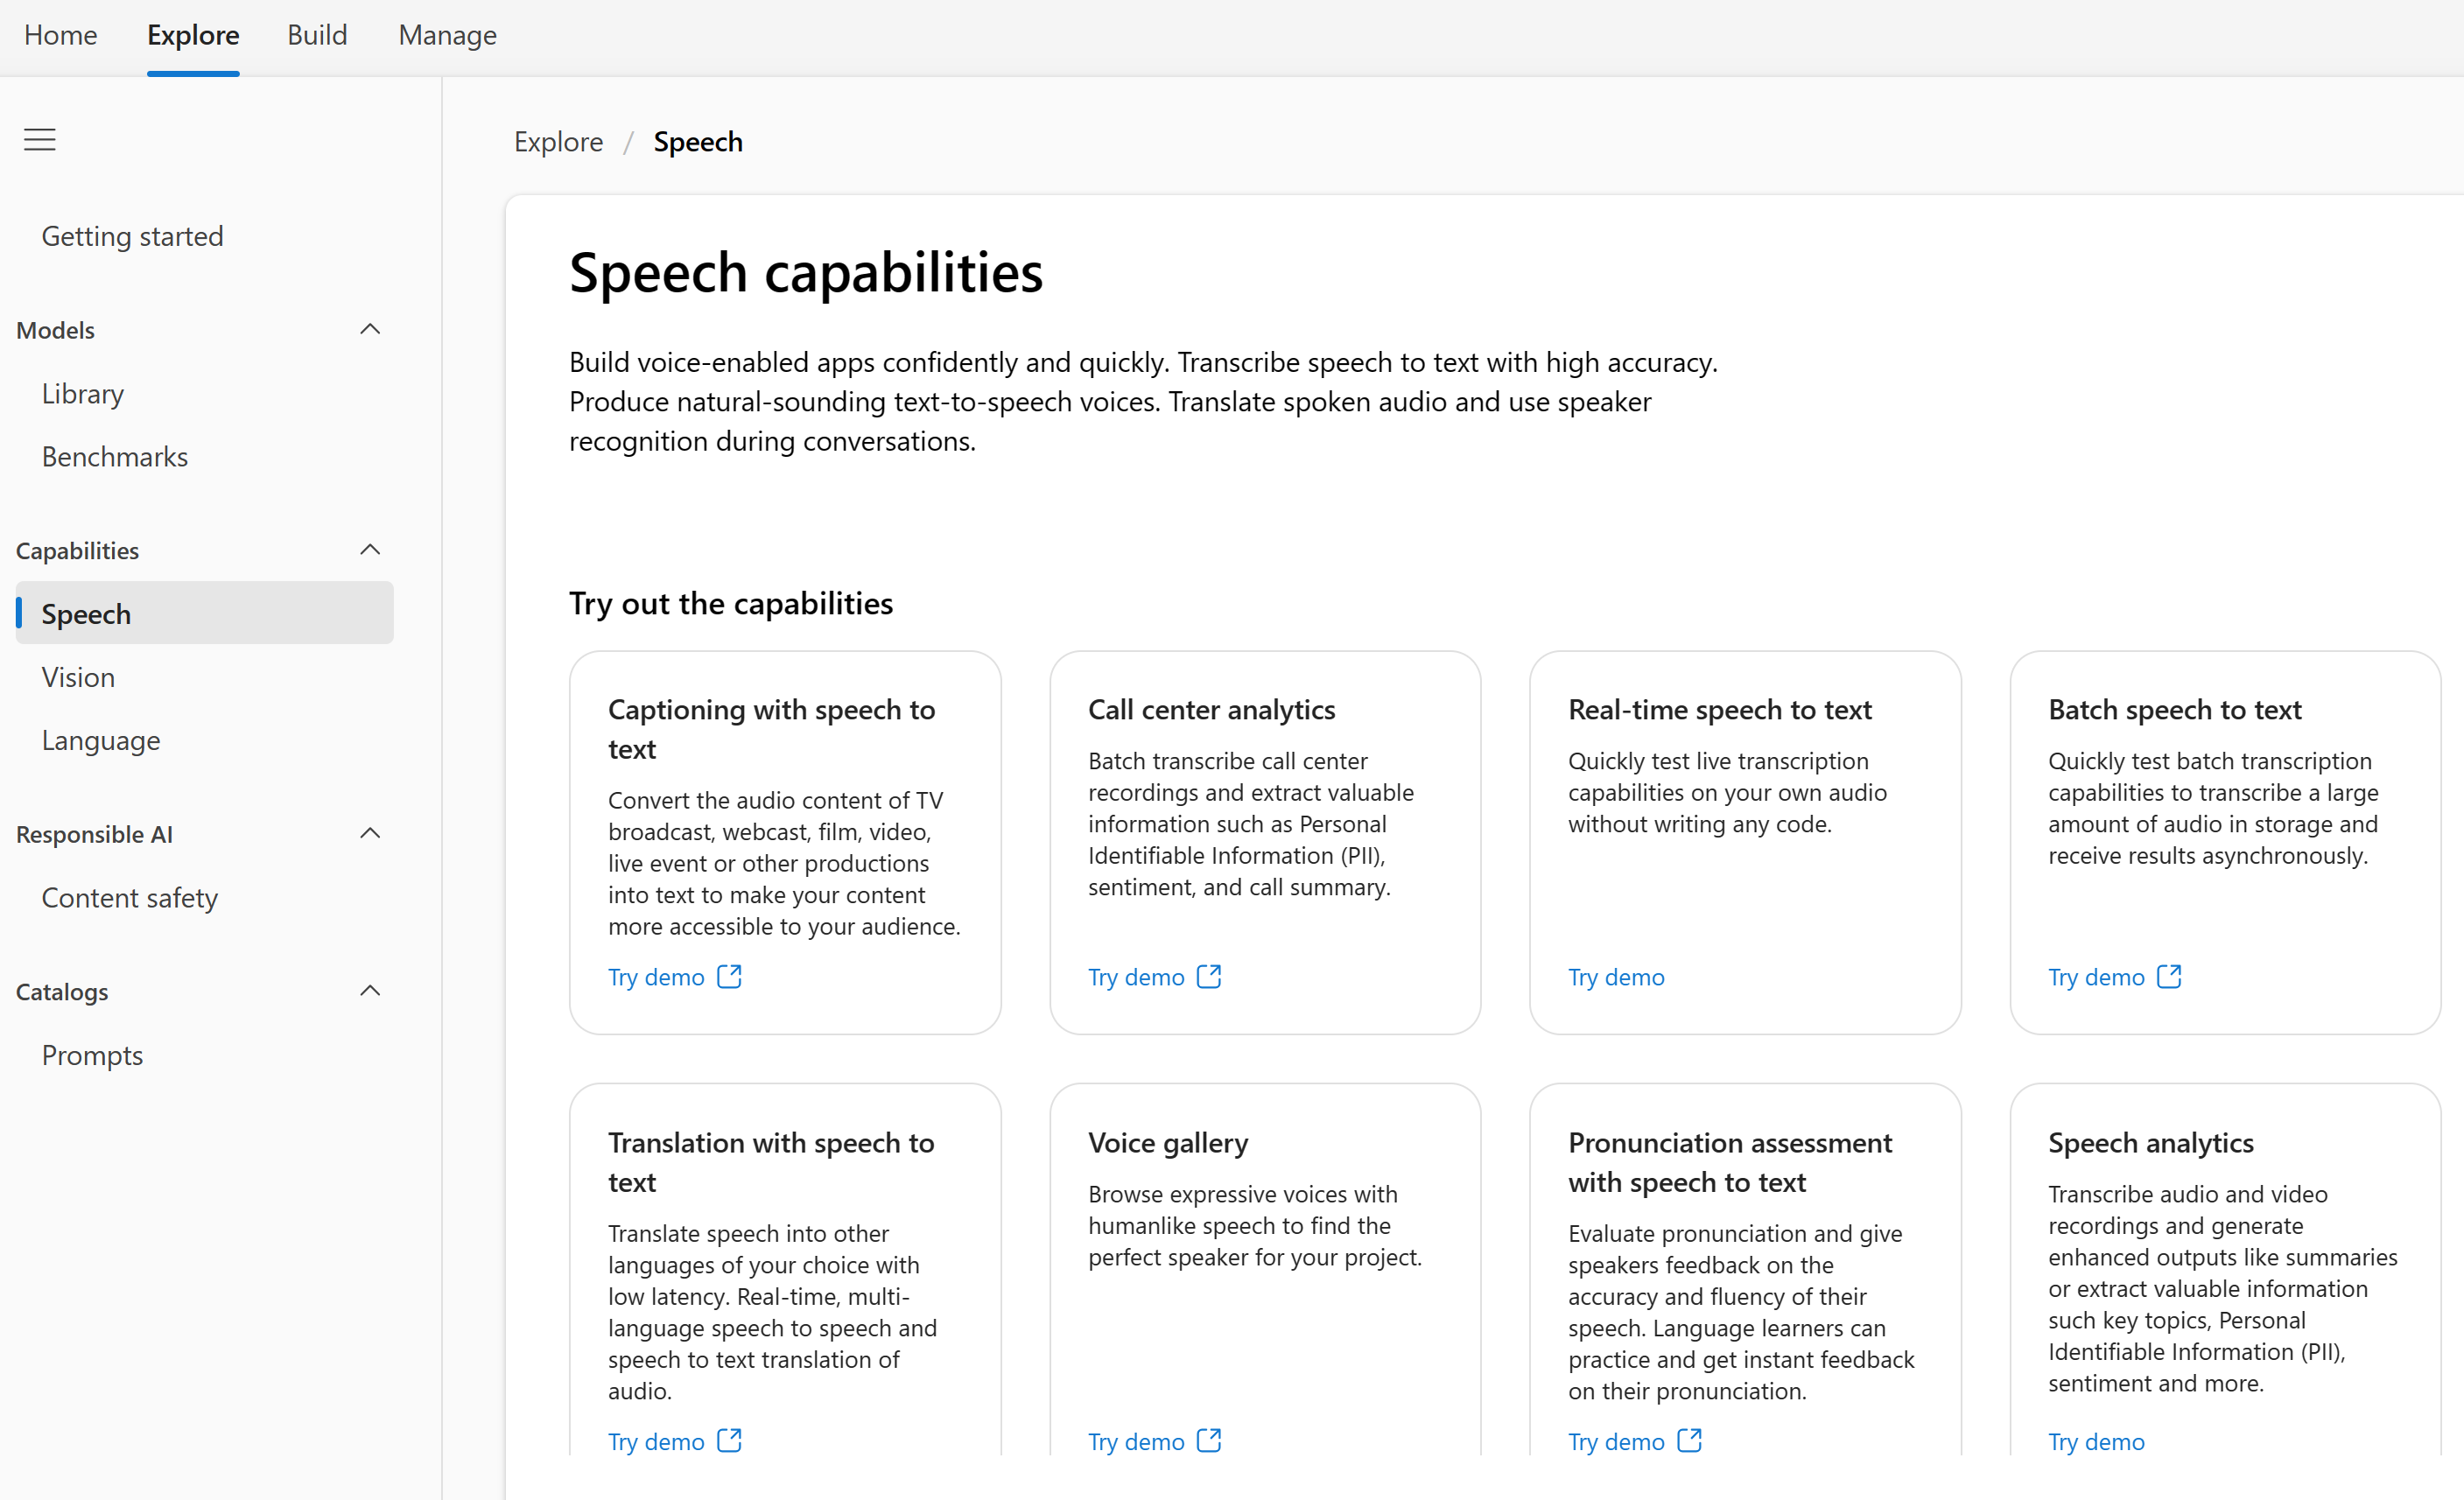 Home Explore Build Manage
Getting started
Models
Library
Benchmarks
Capabilities
Speech
Vision
Language
Responsible AI
Content safety
Catalogs
Prompts
Explore / Speech
Speech capabilities
Build voice-enabled apps confidently and quickly. Transcribe speech to text with high accuracy.
Produce natural-sounding text-to-speech voices. Translate spoken audio and use speaker
recognition during conversations.
Try out the capabilities
Captioning with speech to
text
Convert the audio content of TV
broadcast, webcast, film, video,
live event or other productions
into text to make your content
more accessible to your audience.
Try demo
Call center analytics
Batch transcribe call center
recordings and extract valuable
information such as Personal
Identifiable Information (PII),
sentiment, and call summary.
Try demo
Real-time speech to text
Quickly test live transcription
capabilities on your own audio
without writing any code.
Try demo
Batch speech to text
Quickly test batch transcription
capabilities to transcribe a large
amount of audio in storage and
receive results asynchronously.
Try demo
Translation with speech to
text
Translate speech into other
languages of your choice with
low latency. Real-time, multi-
language speech to speech and
speech to text translation of
audio.
Try demo
Voice gallery
Browse expressive voices with
humanlike speech to find the
perfect speaker for your project.
Try demo
Pronunciation assessment
with speech to text
Evaluate pronunciation and give
speakers feedback on the
accuracy and fluency of their
speech. Language learners can
practice and get instant feedback
on their pronunciation.
Try demo
Speech analytics
Transcribe audio and video
recordings and generate
enhanced outputs like summaries
or extract valuable information
such key topics, Personal
Identifiable Information (PII),
sentiment and more.
Try demo